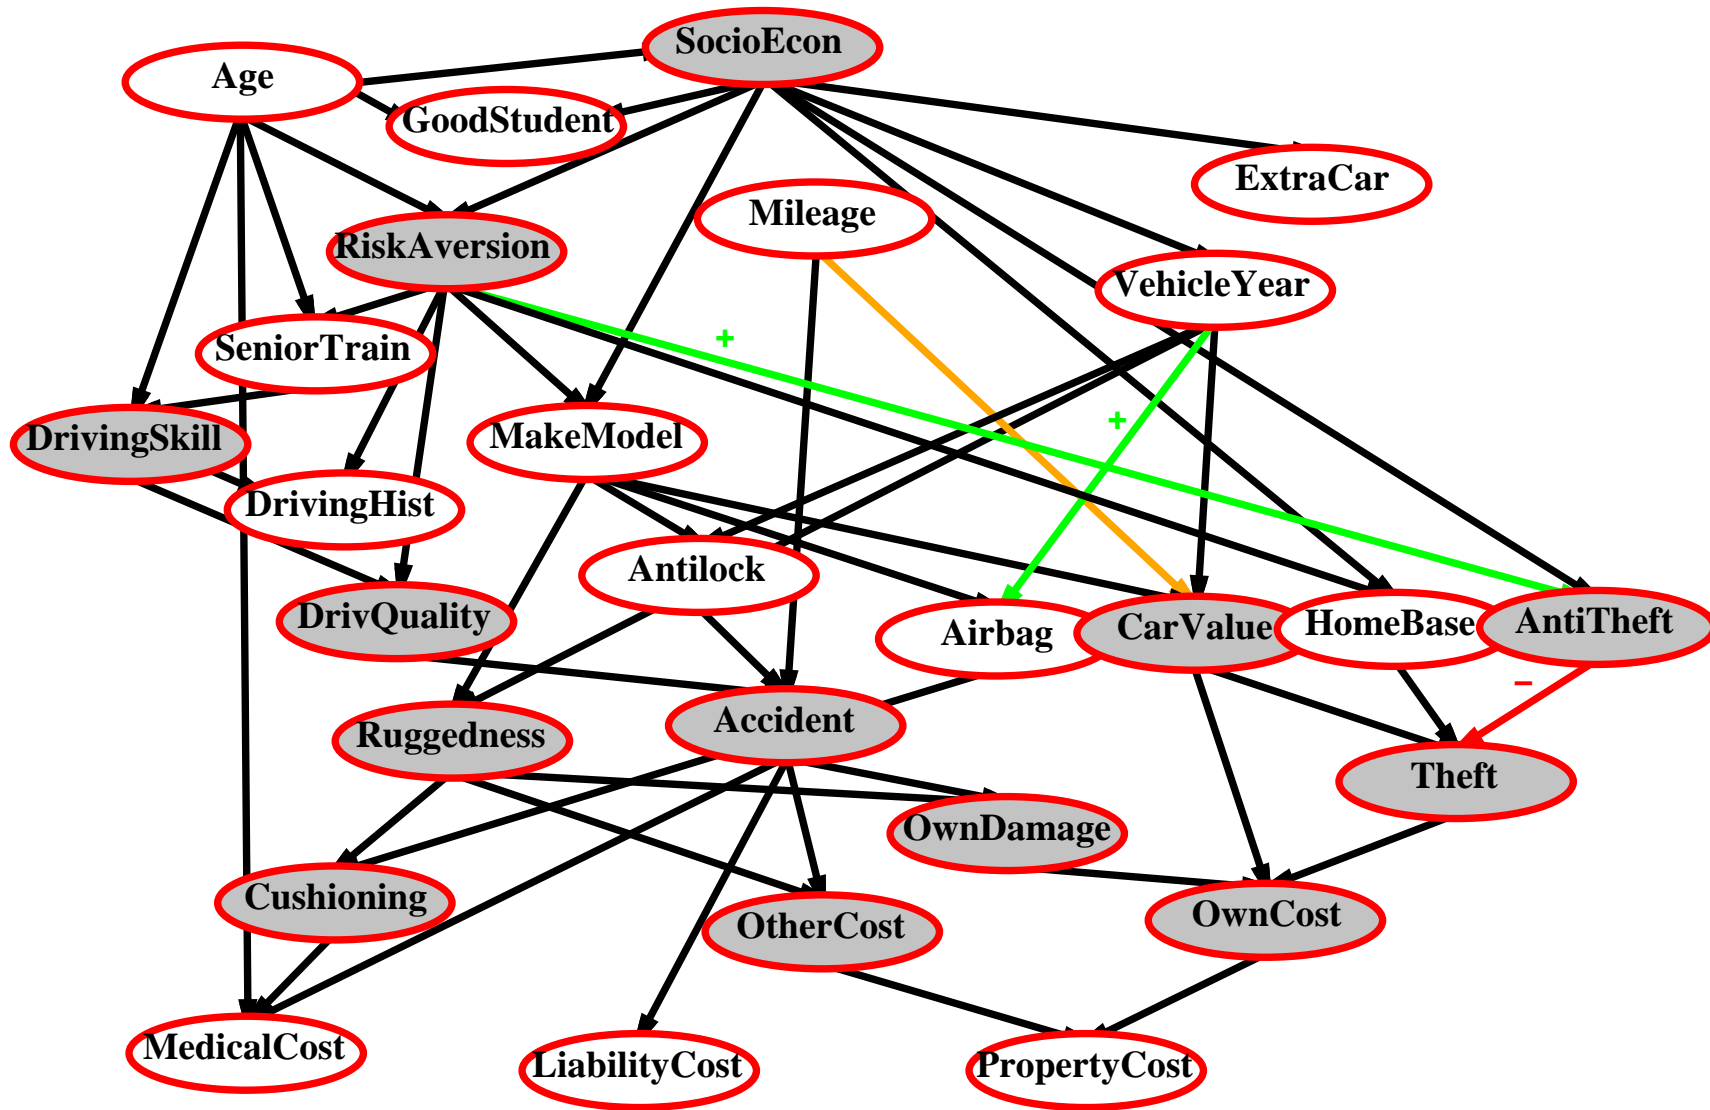 SocioEcon
Age
GoodStudent
ExtraCar
Mileage
RiskAversion
VehicleYear
+
SeniorTrain
+
DrivingSkill
MakeModel
DrivingHist
Antilock
DrivQuality
Airbag
CarValue
HomeBase
AntiTheft
−
Ruggedness
Accident
Theft
OwnDamage
Cushioning
OtherCost
OwnCost
MedicalCost
LiabilityCost
PropertyCost